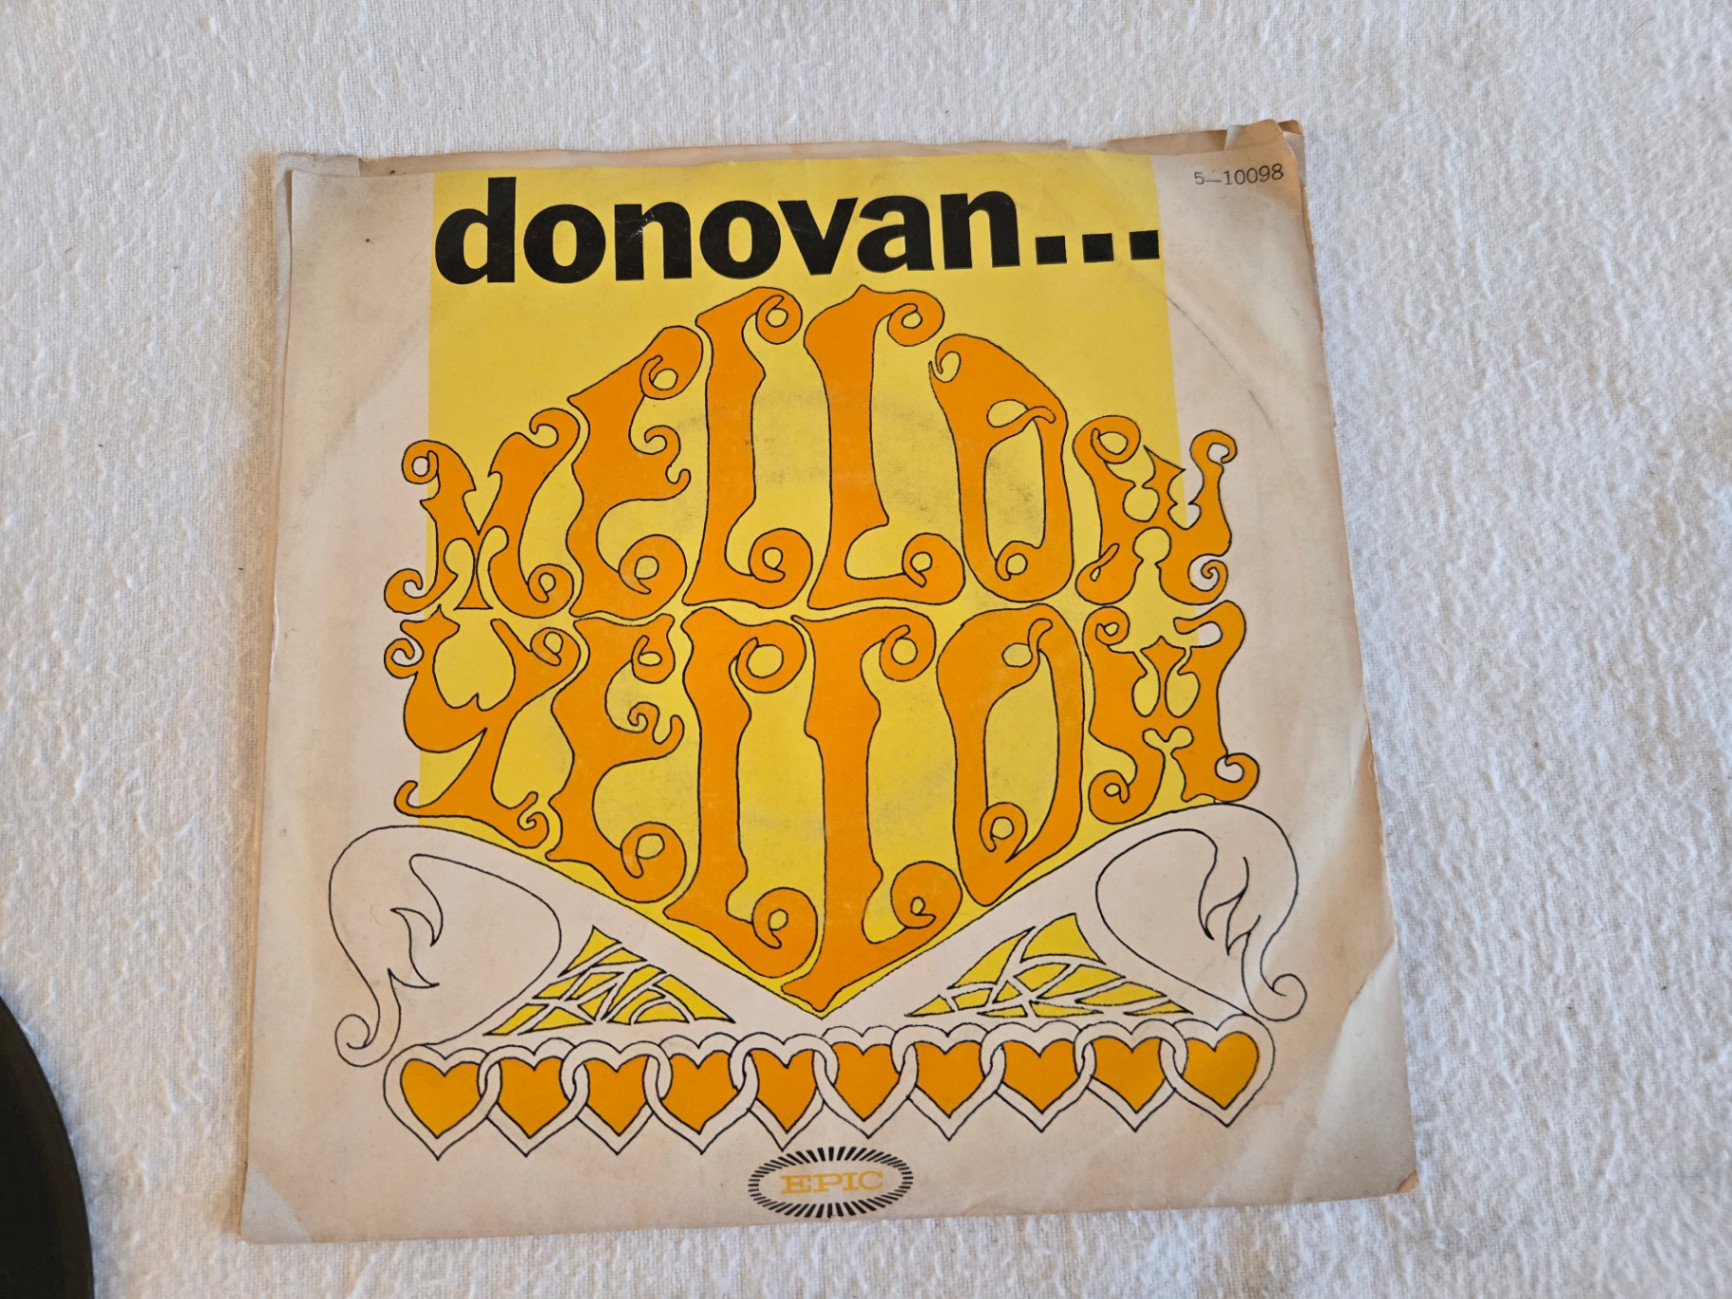 5—10098
donovan...
MELLOW
YELLOW
EPIC